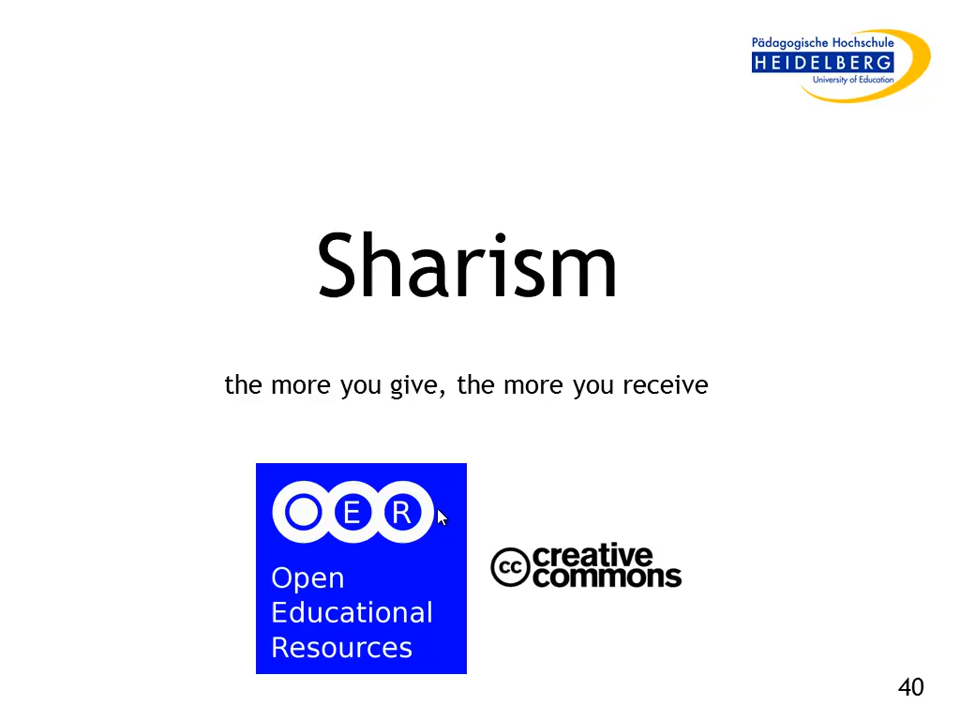 Pädagogische Hochschule
HEIDELBERG
University of Education
Sharism
the more you give, the more you receive
O E R
Open
Educational
Resources
cc creative
commons
40